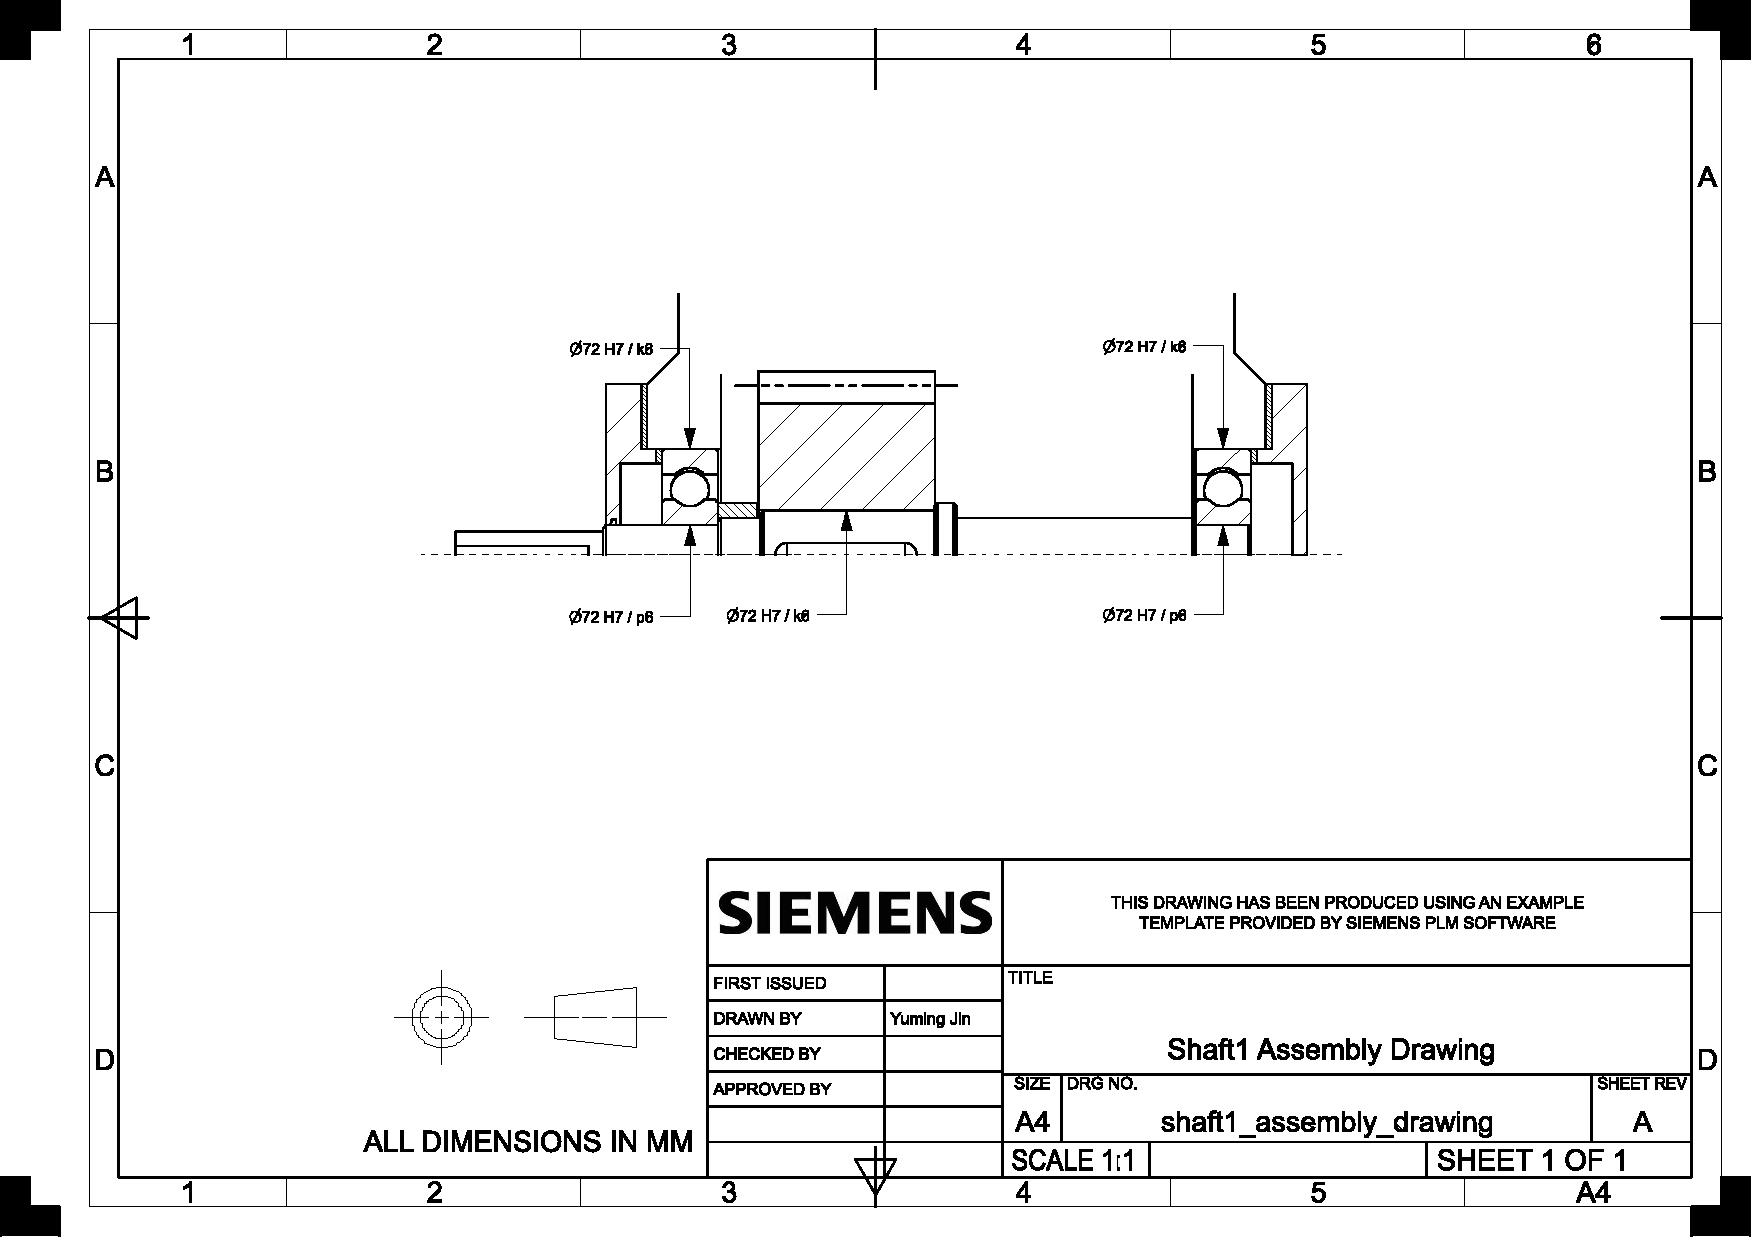 1 2 3 4 5 6
A A
Ø72 H7 / k6 Ø72 H7 / k6
B B
Ø72 H7 / p6 Ø72 H7 / k6 Ø72 H7 / p6
C C
SIEMENS
THIS DRAWING HAS BEEN PRODUCED USING AN EXAMPLE
TEMPLATE PROVIDED BY SIEMENS PLM SOFTWARE
FIRST ISSUED
DRAWN BY Yuming Jin
CHECKED BY
APPROVED BY
TITLE
Shaft1 Assembly Drawing
D D
SIZE DRG NO. SHEET REV
A4 shaft1_assembly_drawing A
ALL DIMENSIONS IN MM
SCALE 1:1 SHEET 1 OF 1
1 2 3 4 5 A4